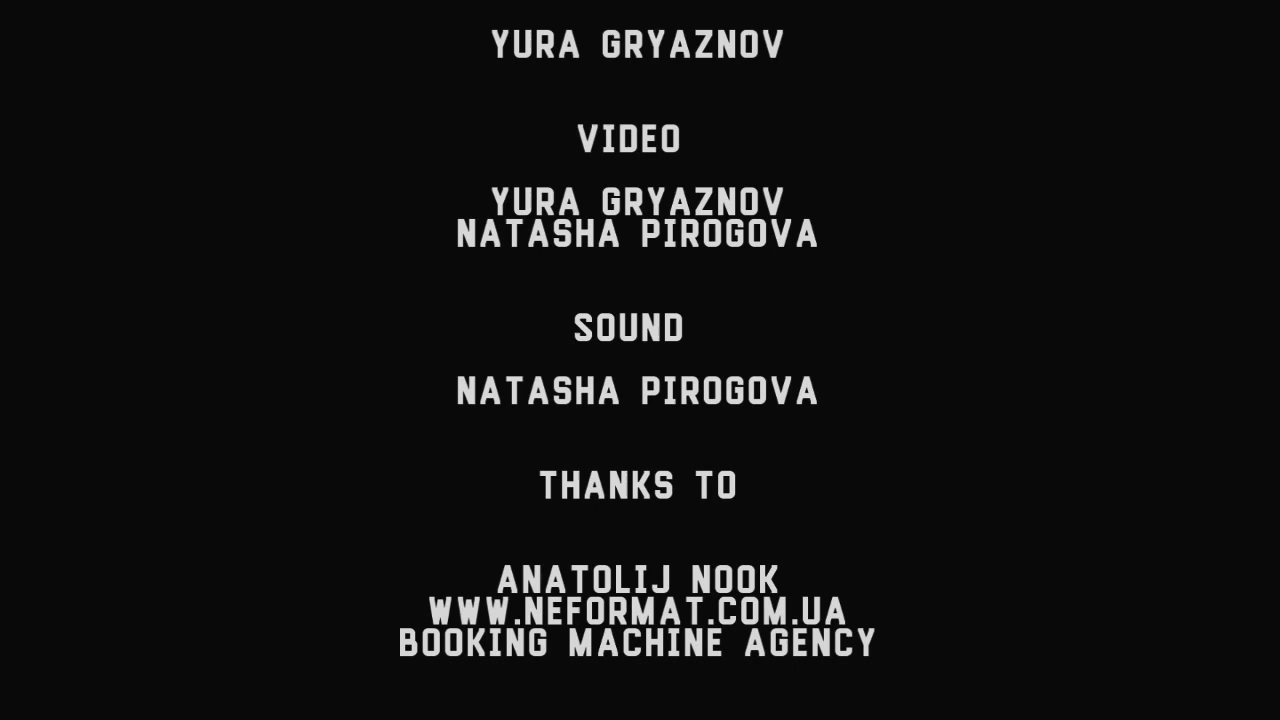 YURA GRYAZNOV
VIDEO
YURA GRYAZNOV
NATASHA PIROGOVA
SOUND
NATASHA PIROGOVA
THANKS TO
ANATOLIJ NOOK
WWW.NEFORMAT.COM.UA
BOOKING MACHINE AGENCY